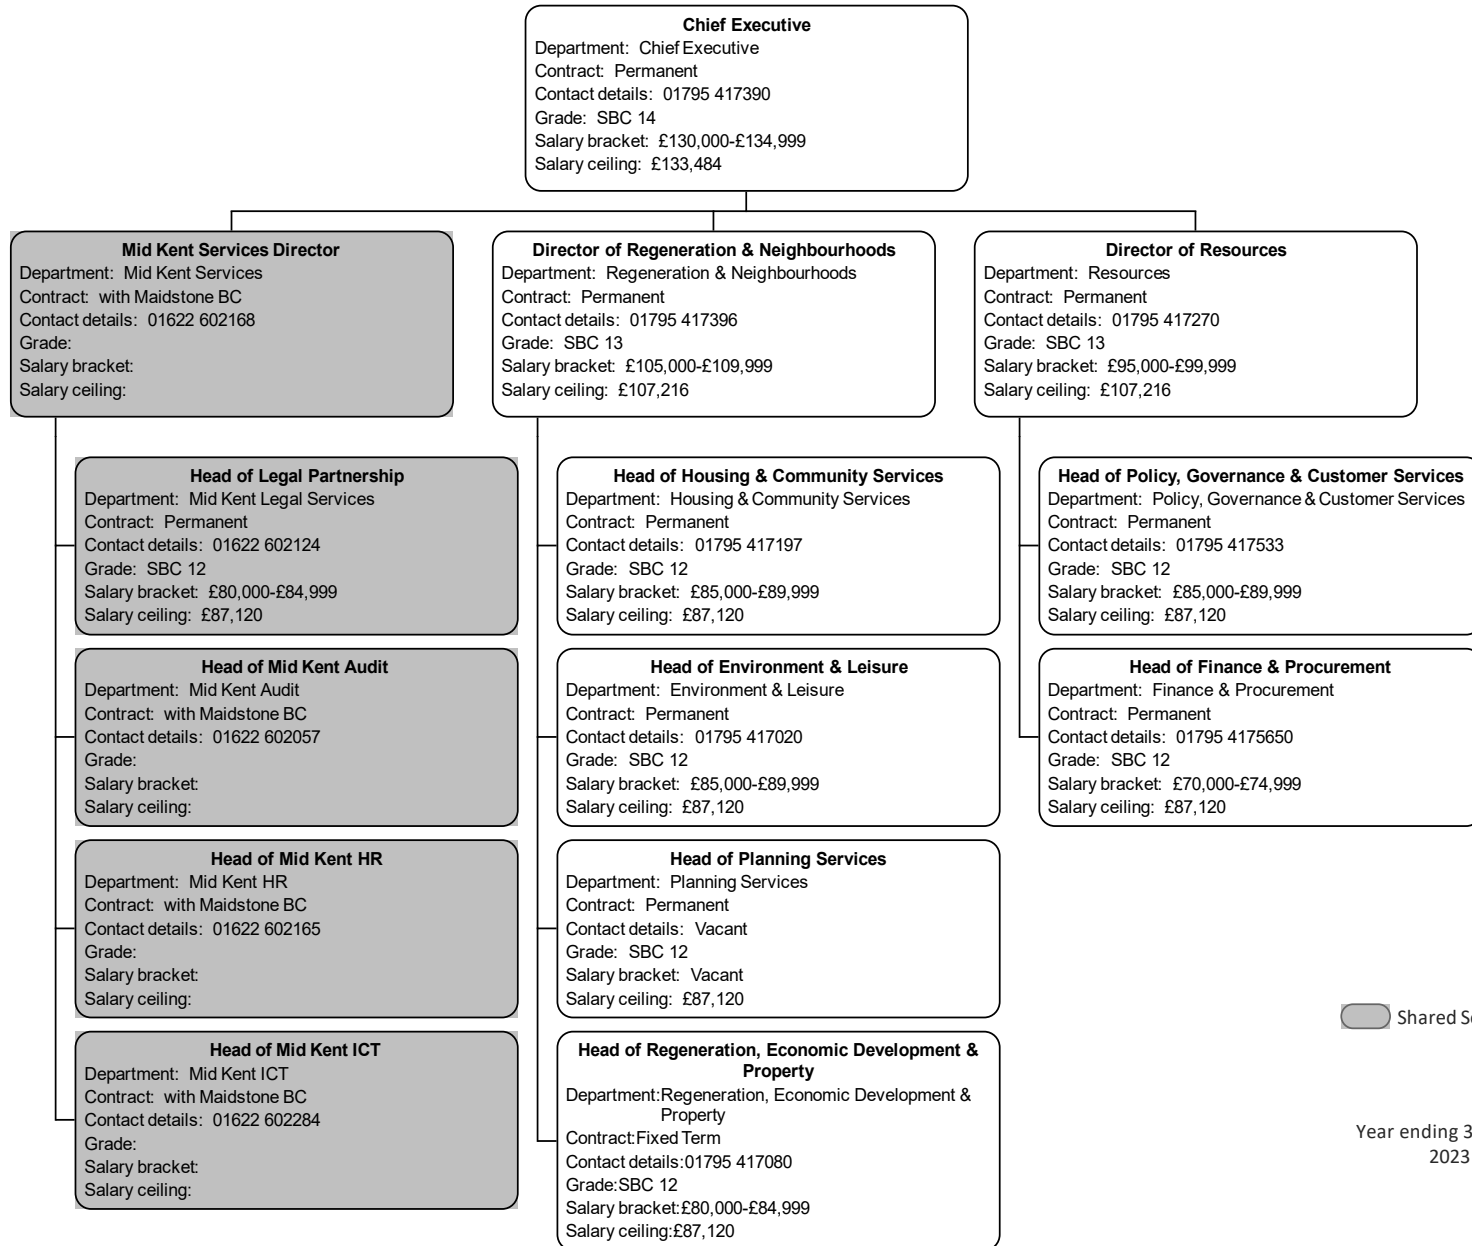 Chief Executive
Department: Chief Executive
Contract: Permanent
Contact details: 01795 417390
Grade: SBC 14
Salary bracket: £130,000-£134,999
Salary ceiling: £133,484
Mid Kent Services Director
Department: Mid Kent Services
Contract: with Maidstone BC
Contact details: 01622 602168
Grade:
Salary bracket:
Salary ceiling:
Director of Regeneration & Neighbourhoods
Department: Regeneration & Neighbourhoods
Contract: Permanent
Contact details: 01795 417396
Grade: SBC 13
Salary bracket: £105,000-£109,999
Salary ceiling: £107,216
Director of Resources
Department: Resources
Contract: Permanent
Contact details: 01795 417270
Grade: SBC 13
Salary bracket: £95,000-£99,999
Salary ceiling: £107,216
Head of Legal Partnership
Department: Mid Kent Legal Services
Contract: Permanent
Contact details: 01622 602124
Grade: SBC 12
Salary bracket: £80,000-£84,999
Salary ceiling: £87,120
Head of Housing & Community Services
Department: Housing & Community Services
Contract: Permanent
Contact details: 01795 417197
Grade: SBC 12
Salary bracket: £85,000-£89,999
Salary ceiling: £87,120
Head of Policy, Governance & Customer Services
Department: Policy, Governance & Customer Services
Contract: Permanent
Contact details: 01795 417533
Grade: SBC 12
Salary bracket: £85,000-£89,999
Salary ceiling: £87,120
Head of Mid Kent Audit
Department: Mid Kent Audit
Contract: with Maidstone BC
Contact details: 01622 602057
Grade:
Salary bracket:
Salary ceiling:
Head of Environment & Leisure
Department: Environment & Leisure
Contract: Permanent
Contact details: 01795 417020
Grade: SBC 12
Salary bracket: £85,000-£89,999
Salary ceiling: £87,120
Head of Finance & Procurement
Department: Finance & Procurement
Contract: Permanent
Contact details: 01795 4175650
Grade: SBC 12
Salary bracket: £70,000-£74,999
Salary ceiling: £87,120
Head of Mid Kent HR
Department: Mid Kent HR
Contract: with Maidstone BC
Contact details: 01622 602165
Grade:
Salary bracket:
Salary ceiling:
Head of Planning Services
Department: Planning Services
Contract: Permanent
Contact details: Vacant
Grade: SBC 12
Salary bracket: Vacant
Salary ceiling: £87,120
Head of Mid Kent ICT
Department: Mid Kent ICT
Contract: with Maidstone BC
Contact details: 01622 602284
Grade:
Salary bracket:
Salary ceiling:
Head of Regeneration, Economic Development &
Property
Department:Regeneration, Economic Development &
Property
Contract:Fixed Term
Contact details:01795 417080
Grade:SBC 12
Salary bracket:£80,000-£84,999
Salary ceiling:£87,120
Shared
Year ending
2023